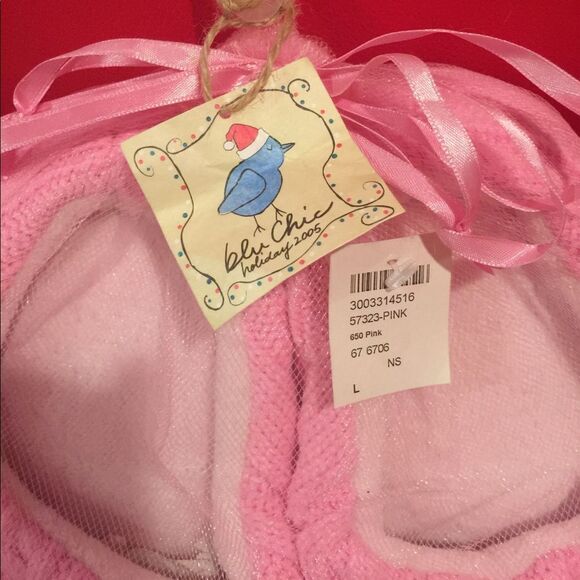 blu Chic
holiday 2005
3003314516
57323-PINK
650 Pink
67 6706
NS
L